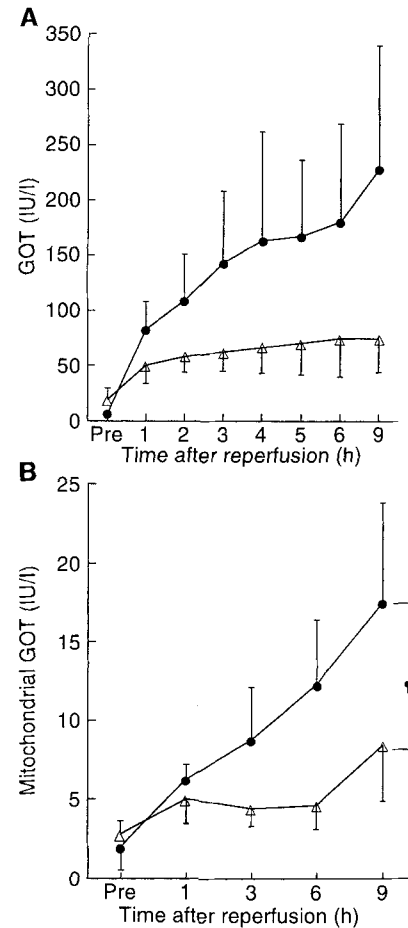 A
350
300
250
200
150
100
50
0
GOT (IU/l)
Pre 1 2 3 4 5 6 9
Time after reperfusion (h)
B
25
20
15
10
5
0
Mitochondrial GOT (IU/l)
Pre 1 3 6 9
Time after reperfusion (h)